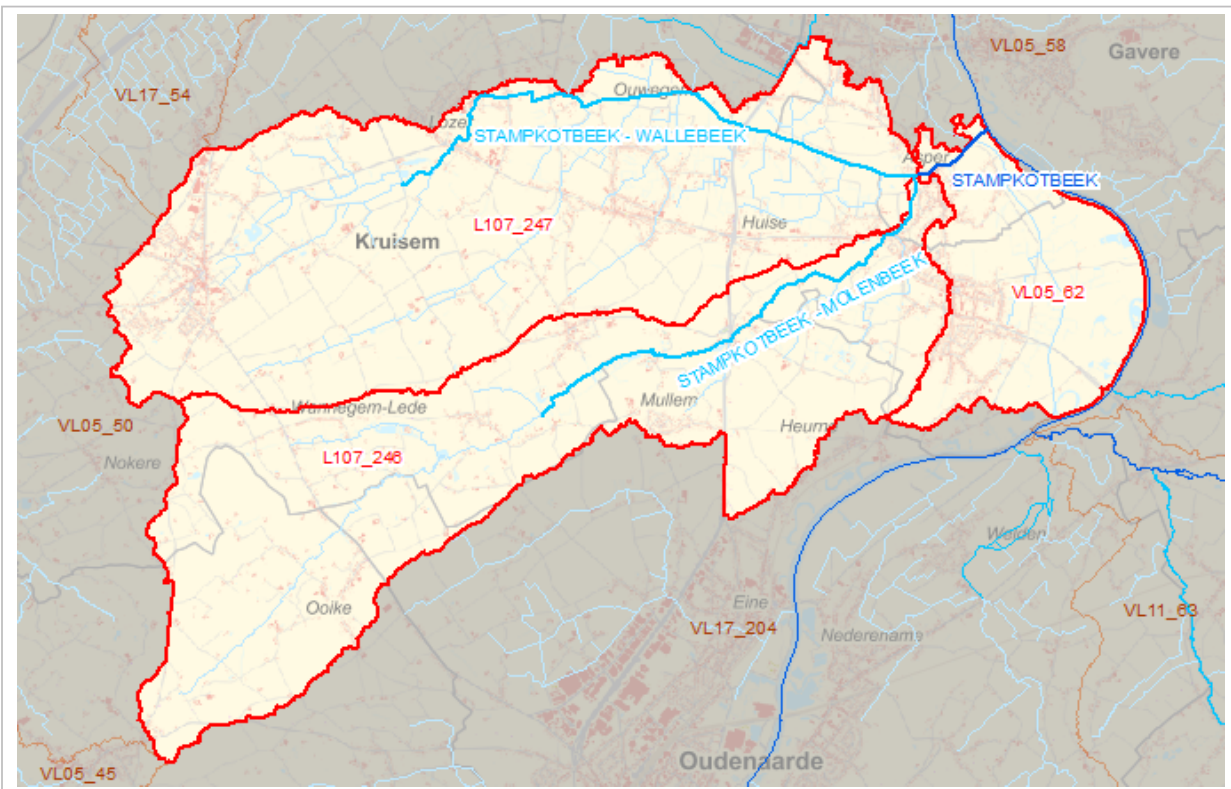 VL05_58
Gavere
VL17_54
Ouwegem
Lozer
STAMPKOTBEEK - WALLEBEEK
Asper
STAMPKOTBEEK
L107_247
Huise
Kruisem
STAMPKOTBEEK - MOLENBEEK
VL05_62
Wannegem-Lede
Mullem
VL05_50
Heurne
Nokere
L107_246
Welden
Ooike
Eine
VL11_63
VL17_204
Nederename
Oudenaarde
VL05_45